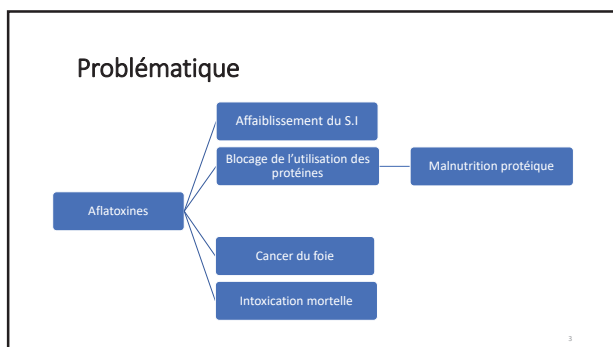 Problématique
Affaiblissement du S.I
Blocage de l'utilisation des
protéines
Malnutrition protéique
Aflatoxines
Cancer du foie
Intoxication mortelle
3